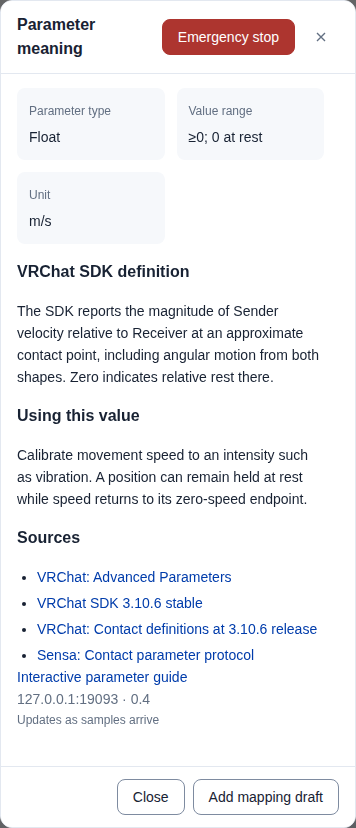 Parameter
meaning
Emergency stop
×
Parameter type
Float
Value range
≥0; 0 at rest
Unit
m/s
VRChat SDK definition
The SDK reports the magnitude of Sender
velocity relative to Receiver at an approximate
contact point, including angular motion from both
shapes. Zero indicates relative rest there.
Using this value
Calibrate movement speed to an intensity such
as vibration. A position can remain held at rest
while speed returns to its zero-speed endpoint.
Sources
• VRChat: Advanced Parameters
• VRChat SDK 3.10.6 stable
• VRChat: Contact definitions at 3.10.6 release
• Sensa: Contact parameter protocol
Interactive parameter guide
127.0.0.1:19093 · 0.4
Updates as samples arrive
Close
Add mapping draft